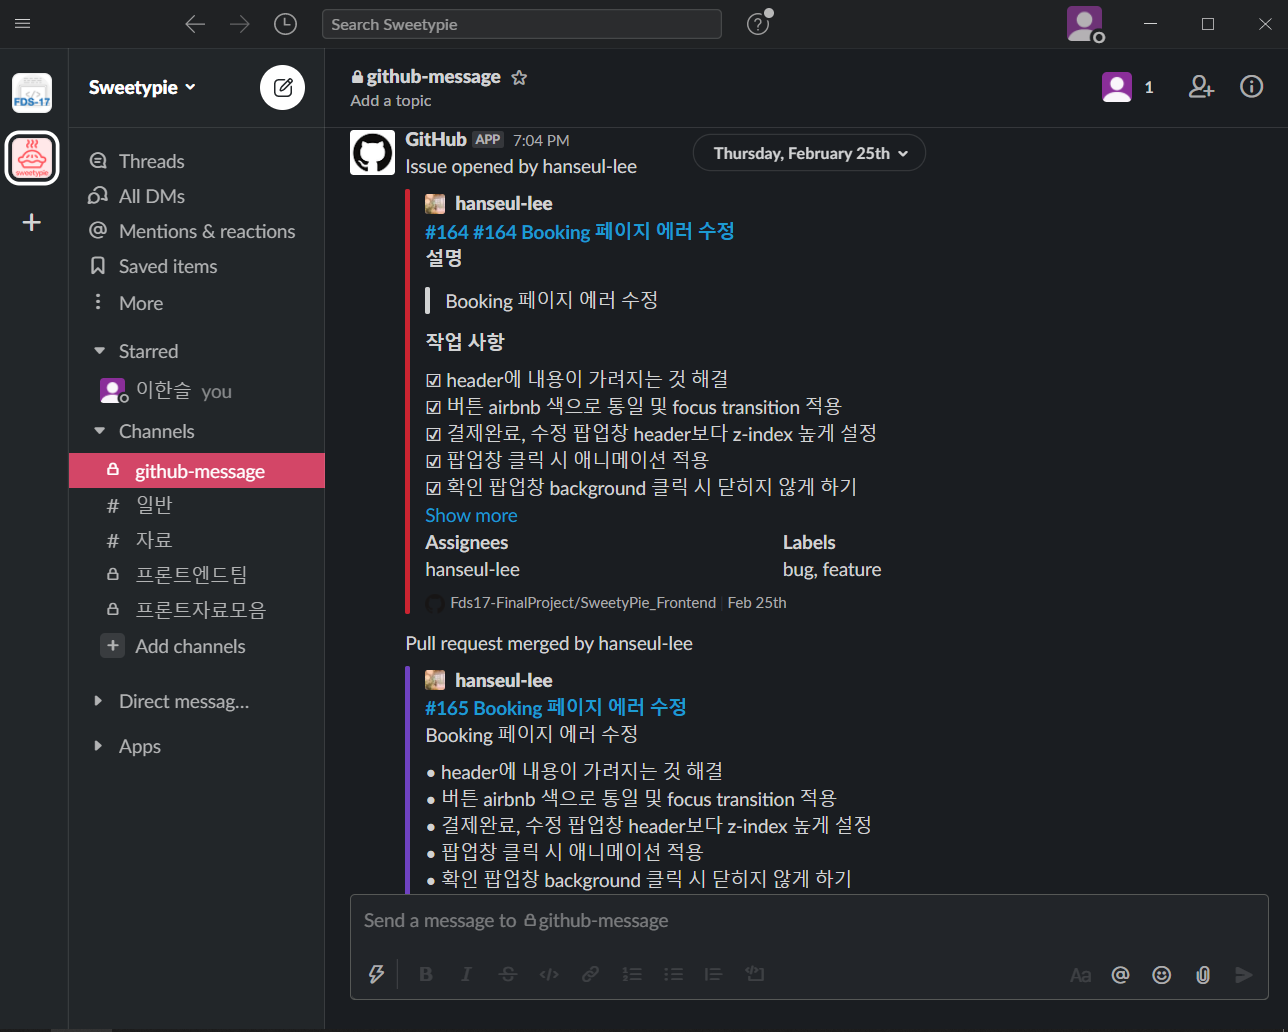 Search Sweetypie
FDS-17
sweetypie
Sweetypie
Threads
All DMs
Mentions & reactions
Saved items
More
Starred
이한슬 you
Channels
github-message
# 일반
# 자료
프론트엔드팀
프론트자료모음
+ Add channels
Direct messag...
Apps
github-message
Add a topic
1
GitHub APP 7:04 PM
Thursday, February 25th
Issue opened by hanseul-lee
hanseul-lee
#164 #164 Booking 페이지 에러 수정
설명
Booking 페이지 에러 수정
작업 사항
☑ header에 내용이 가려지는 것 해결
☑ 버튼 airbnb 색으로 통일 및 focus transition 적용
☑ 결제완료, 수정 팝업창 header보다 z-index 높게 설정
☑ 팝업창 클릭 시 애니메이션 적용
☑ 확인 팝업창 background 클릭 시 닫히지 않게 하기
Show more
Assignees Labels
hanseul-lee bug, feature
Fds17-FinalProject/SweetyPie_Frontend | Feb 25th
Pull request merged by hanseul-lee
hanseul-lee
#165 Booking 페이지 에러 수정
Booking 페이지 에러 수정
• header에 내용이 가려지는 것 해결
• 버튼 airbnb 색으로 통일 및 focus transition 적용
• 결제완료, 수정 팝업창 header보다 z-index 높게 설정
• 팝업창 클릭 시 애니메이션 적용
• 확인 팝업창 background 클릭 시 닫히지 않게 하기
Send a message to github-message
B I S </> Aa @